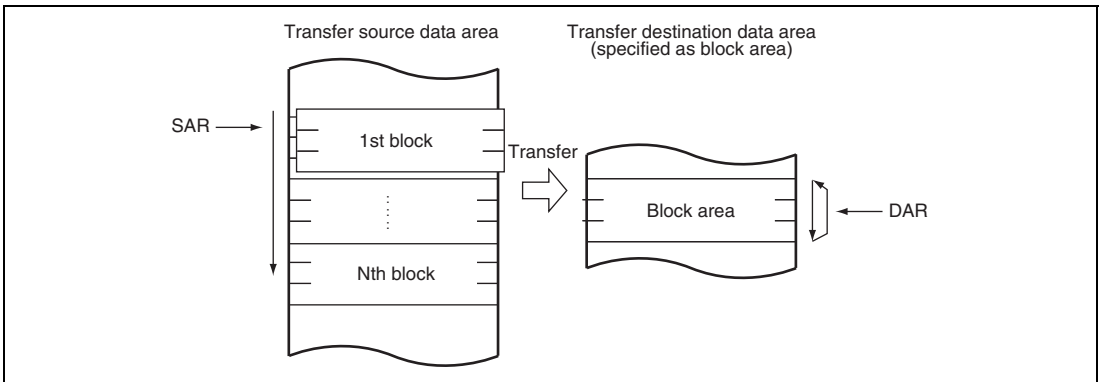 Transfer source data area
Transfer destination data area
(specified as block area)
SAR
1st block
Transfer
Block area
DAR
Nth block